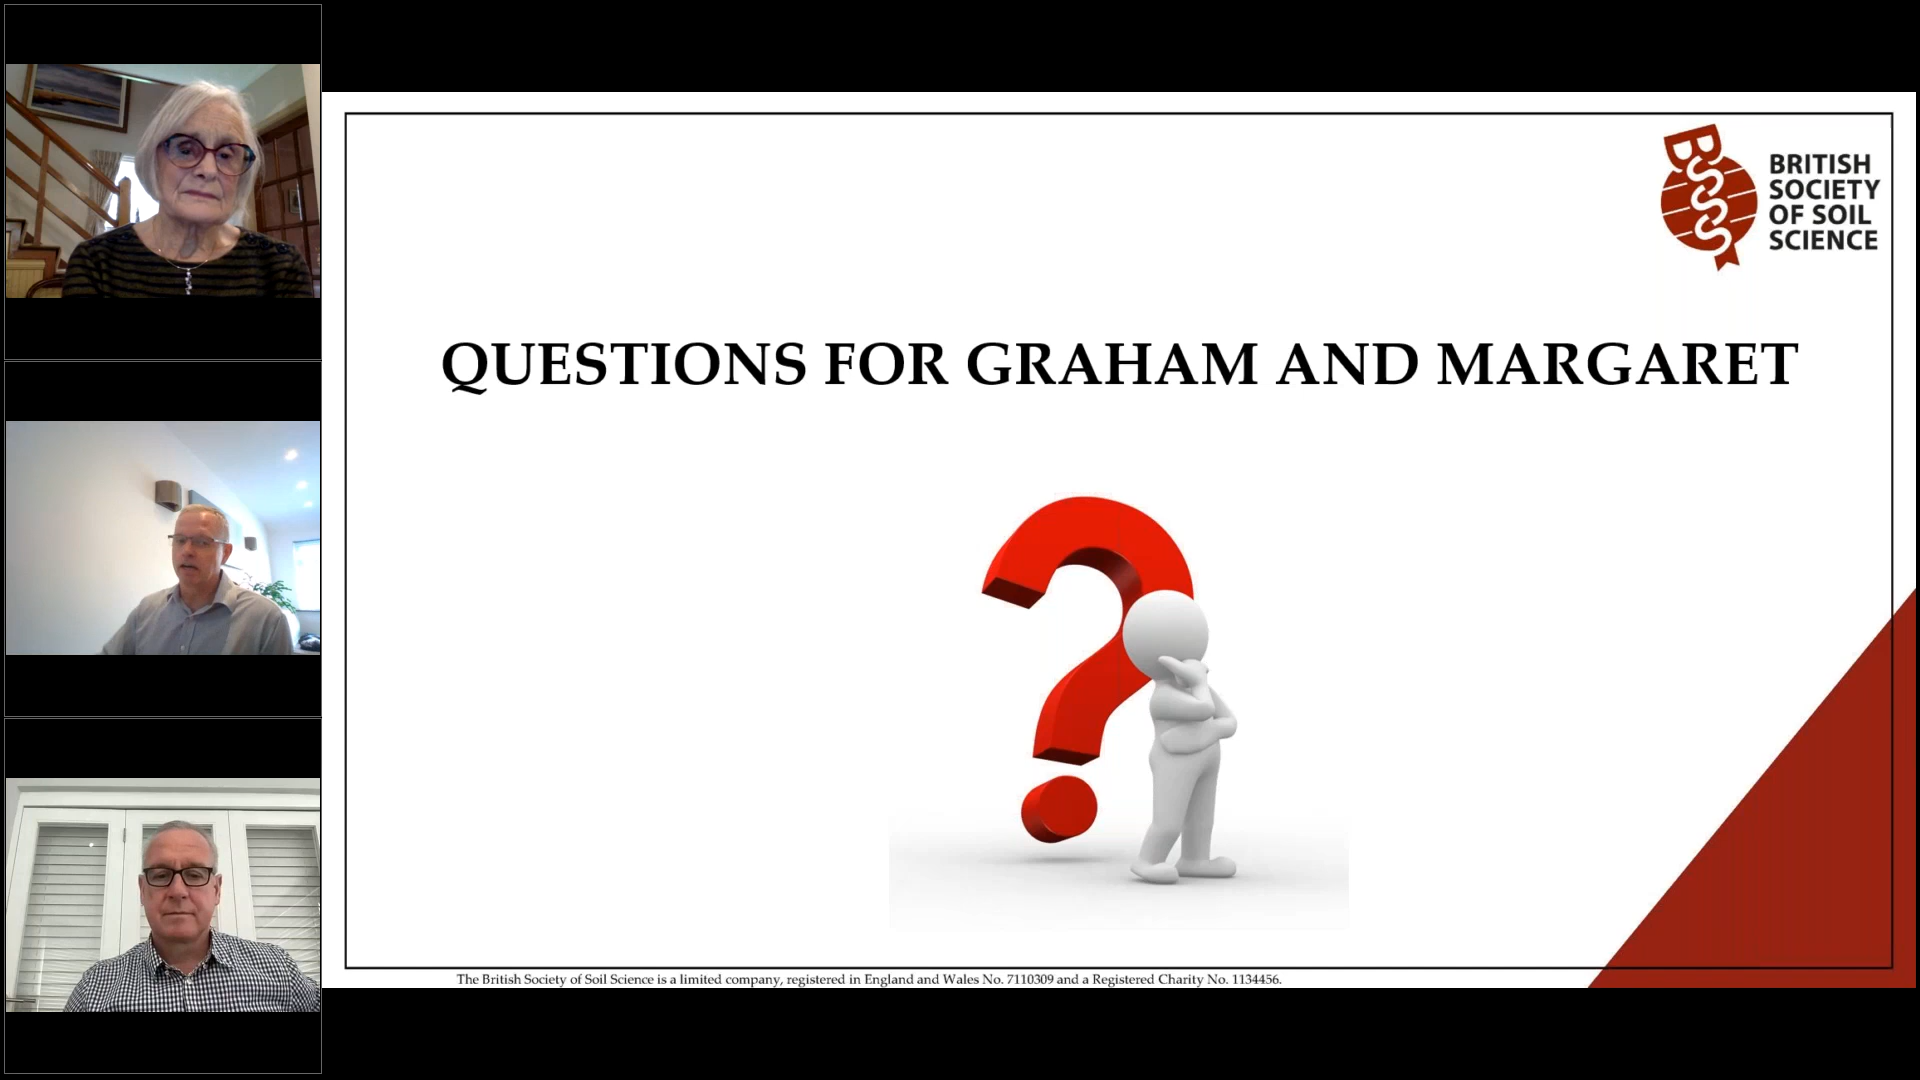 BSSS
BRITISH
SOCIETY
OF SOIL
SCIENCE
QUESTIONS FOR GRAHAM AND MARGARET
The British Society of Soil Science is a limited company, registered in England and Wales No. 7110309 and a Registered Charity No. 1134456.